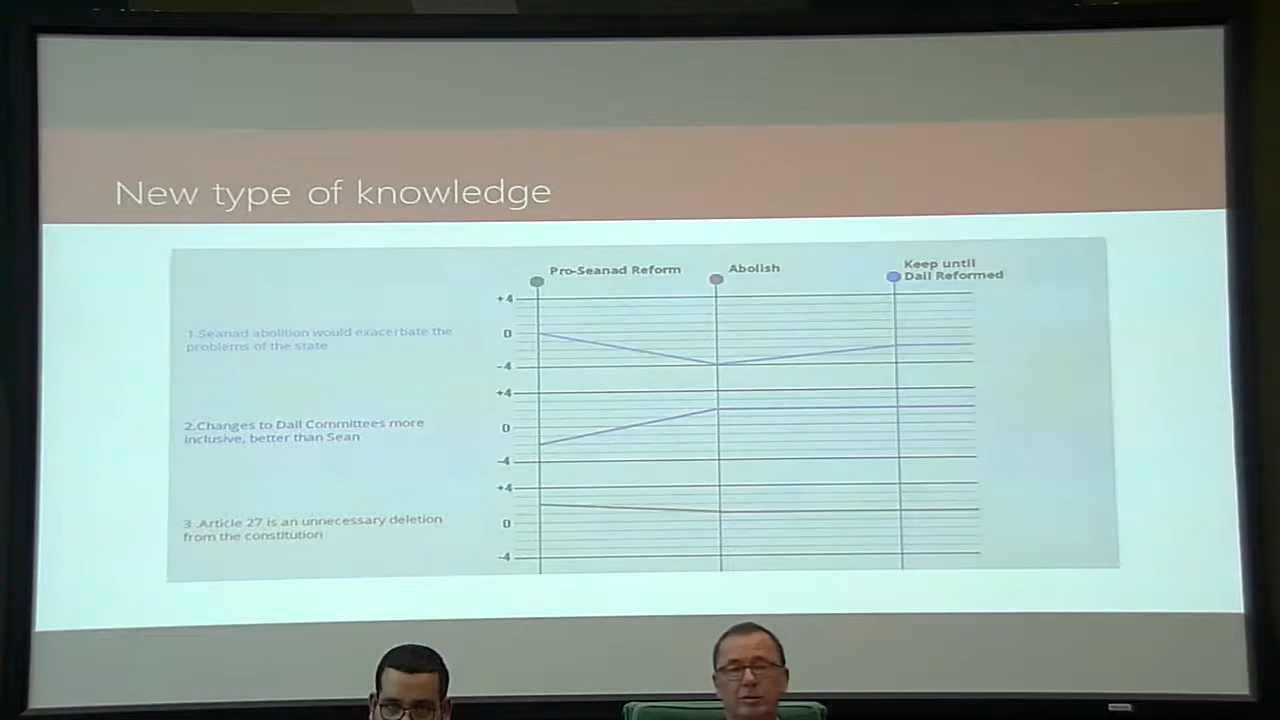 New type of knowledge
Pro-Seanad Reform
Abolish
Keep until
Dail Reformed
1.Seanad abolition would exacerbate the
problems of the state
+4
0
-4
2.Changes to Dail Committees more
inclusive, better than Sean
+4
0
-4
3 .Article 27 is an unnecessary deletion
from the constitution
+4
0
-4